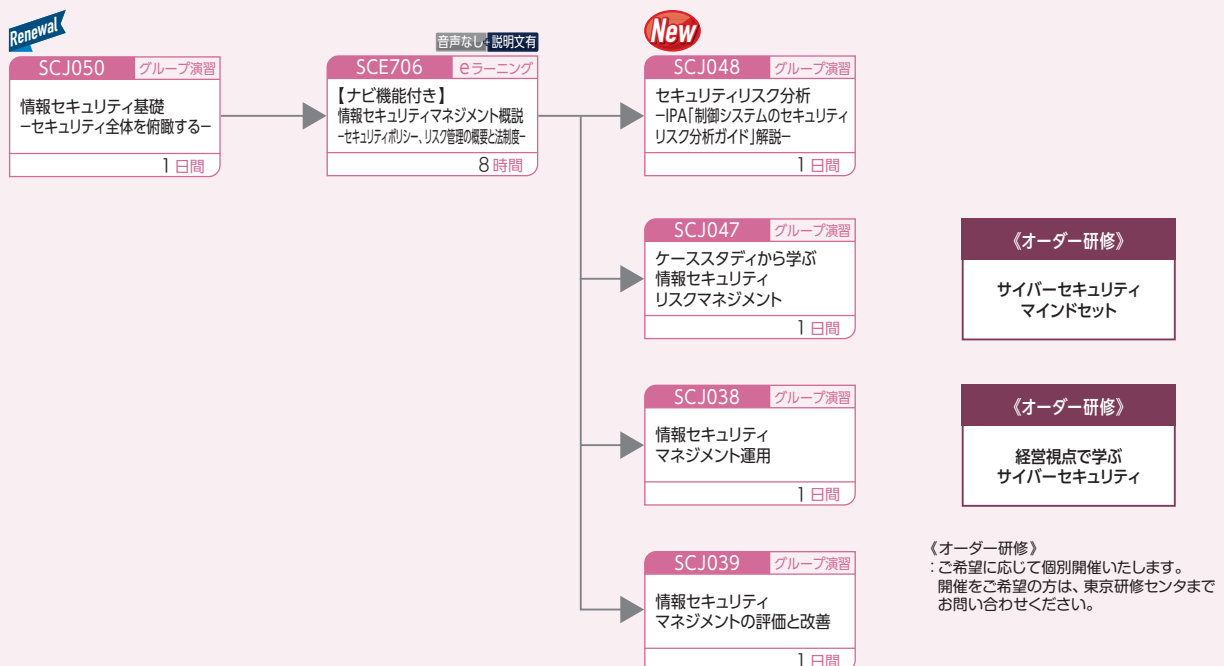 Renewal
SCJ050 グループ演習
情報セキュリティ基礎
−セキュリティ全体を俯瞰する−
1日間
音声なし+説明文有
SCE706 eラーニング
【ナビ機能付き】
情報セキュリティマネジメント概説
−セキュリティポリシー、リスク管理の概要と法制度−
8時間
New
SCJ048 グループ演習
セキュリティリスク分析
−IPA「制御システムのセキュリティ
リスク分析ガイド」解説−
1日間
SCJ047 グループ演習
ケーススタディから学ぶ
情報セキュリティ
リスクマネジメント
1日間
SCJ038 グループ演習
情報セキュリティ
マネジメント運用
1日間
SCJ039 グループ演習
情報セキュリティ
マネジメントの評価と改善
1日間
《オーダー研修》
サイバーセキュリティ
マインドセット
《オーダー研修》
経営視点で学ぶ
サイバーセキュリティ
《オーダー研修》
：ご希望に応じて個別開催いたします。
開催をご希望の方は、東京研修センタまで
お問い合わせください。